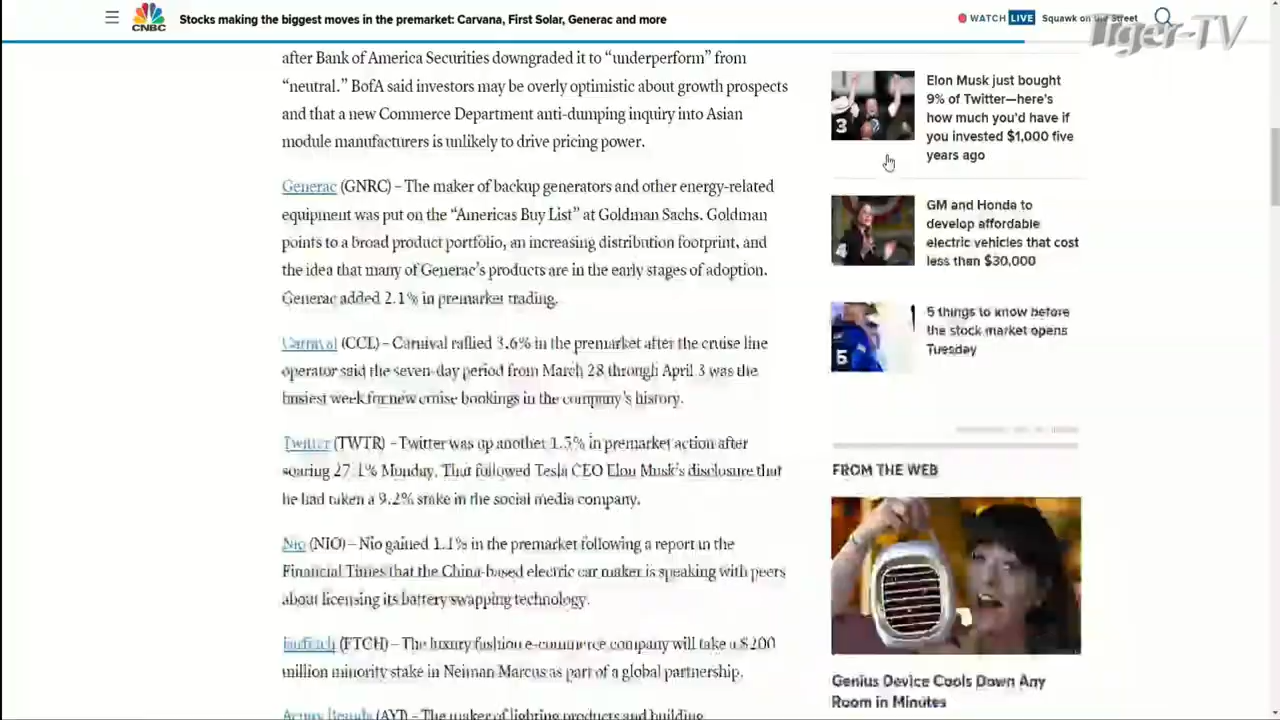 Stocks making the biggest moves in the premarket: Carvana, First Solar, Generac and more
WATCH LIVE Squawk on the Street
CNBC
Tiger-TV
after Bank of America Securities downgraded it to “underperform” from
“neutral.” BofA said investors may be overly optimistic about growth prospects
and that a new Commerce Department anti-dumping inquiry into Asian
module manufacturers is unlikely to drive pricing power.
Generac (GNRC) – The maker of backup generators and other energy-related
equipment was put on the “Americas Buy List” at Goldman Sachs. Goldman
points to a broad product portfolio, an increasing distribution footprint, and
the idea that many of Generac’s products are in the early stages of adoption.
Generac added 2.1% in premarket trading.
Carnival (CCL) – Carnival rallied 3.6% in the premarket after the cruise line
operator said the seven-day period from March 28 through April 3 was the
busiest week for new cruise bookings in the company’s history.
Twitter (TWTR) – Twitter was up another 1.5% in premarket action after
soaring 27.1% Monday. That followed Tesla CEO Elon Musk’s disclosure that
he had taken a 9.2% stake in the social media company.
Nio (NIO) – Nio gained 1.1% in the premarket following a report in the
Financial Times that the China-based electric car maker is speaking with peers
about licensing its battery swapping technology.
Farfetch (FTCH) – The luxury fashion e-commerce company will take a $200
million minority stake in Neiman Marcus as part of a global partnership.
Acuity Brands (AYI) – The maker of lighting products and building
3
Elon Musk just bought
9% of Twitter—here's
how much you'd have if
you invested $1,000 five
years ago
4
GM and Honda to
develop affordable
electric vehicles that cost
less than $30,000
5
5 things to know before
the stock market opens
Tuesday
FROM THE WEB
Genius Device Cools Down Any
Room in Minutes